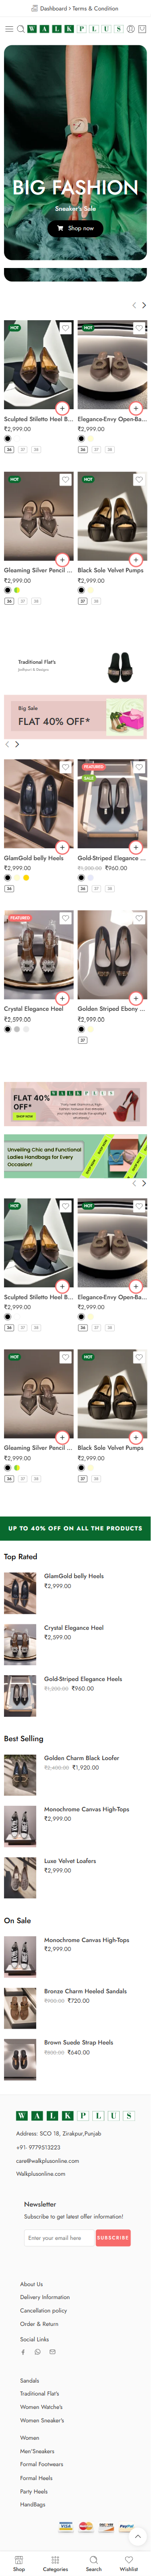 Dashboard > Terms & Condition
WALKPLUS
BIG FASHION
Sneaker's Sale
Shop now
HOT
HOT
Sculpted Stiletto Heel B...
₹2,999.00
36 37 38
Elegance-Envy Open-Ba...
₹2,999.00
36 37 38
HOT
HOT
Gleaming Silver Pencil ...
₹2,999.00
36 37 38
Black Sole Velvet Pumps
₹2,999.00
37 38
Traditional Flat's
Big Sale
FLAT 40% OFF*
FEATURED
SALE
GlamGold belly Heels
₹2,999.00
36
Gold-Striped Elegance ...
₹1,200.00 ₹960.00
36 37 38
FEATURED
Crystal Elegance Heel
₹2,599.00
Golden Striped Ebony ...
₹2,999.00
37
FLAT 40%
OFF*
SHOP NOW
WALKPLUS
Unveiling Chic and Functional
Ladies Handbags for Every
Occasion!
HOT
HOT
Sculpted Stiletto Heel B...
₹2,999.00
36 37 38
Elegance-Envy Open-Ba...
₹2,999.00
36 37 38
HOT
HOT
Gleaming Silver Pencil ...
₹2,999.00
36 37 38
Black Sole Velvet Pumps
₹2,999.00
37 38
UP TO 40% OFF ON ALL THE PRODUCTS
Top Rated
GlamGold belly Heels
₹2,999.00
Crystal Elegance Heel
₹2,599.00
Gold-Striped Elegance Heels
₹1,200.00 ₹960.00
Best Selling
Golden Charm Black Loafer
₹2,400.00 ₹1,920.00
Monochrome Canvas High-Tops
₹2,999.00
Luxe Velvet Loafers
₹2,999.00
On Sale
Monochrome Canvas High-Tops
₹2,999.00
Bronze Charm Heeled Sandals
₹900.00 ₹720.00
Brown Suede Strap Heels
₹800.00 ₹640.00
WALKPLUS
Address: SCO 18, Zirakpur,Punjab
+91- 9779513223
care@walkplusonline.com
Walkplusonline.com
Newsletter
Subscribe to get latest offer information!
Enter your email here
SUBSCRIBE
About Us
Delivery Information
Cancellation policy
Order & Return
Social Links
Sandals
Traditional Flat's
Women Watche's
Women Sneaker's
Women
Men'Sneakers
Formal Footwears
Formal Heels
Party Heels
HandBags
VISA MasterCard DISCOVER PayPal
Shop Categories Search Wishlist